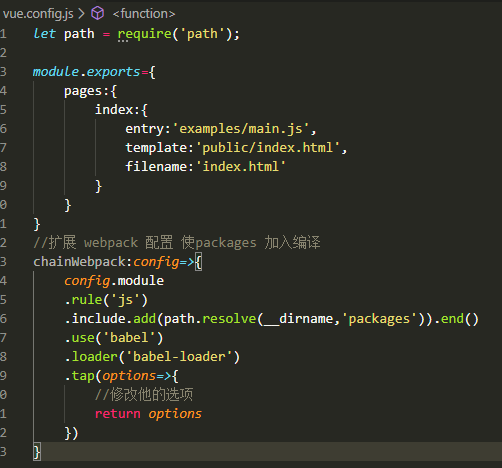 vue.config.js > <function>
1 let path = require('path');
2
3 module.exports={
4 pages:{
5 index:{
6 entry:'examples/main.js',
7 template:'public/index.html',
8 filename:'index.html'
9 }
0 }
1 }
2 //扩展 webpack 配置 使packages 加入编译
3 chainWebpack:config=>{
4 config.module
5 .rule('js')
6 .include.add(path.resolve(__dirname,'packages')).end()
7 .use('babel')
8 .loader('babel-loader')
9 .tap(options=>{
0 //修改他的选项
1 return options
2 })
3 }